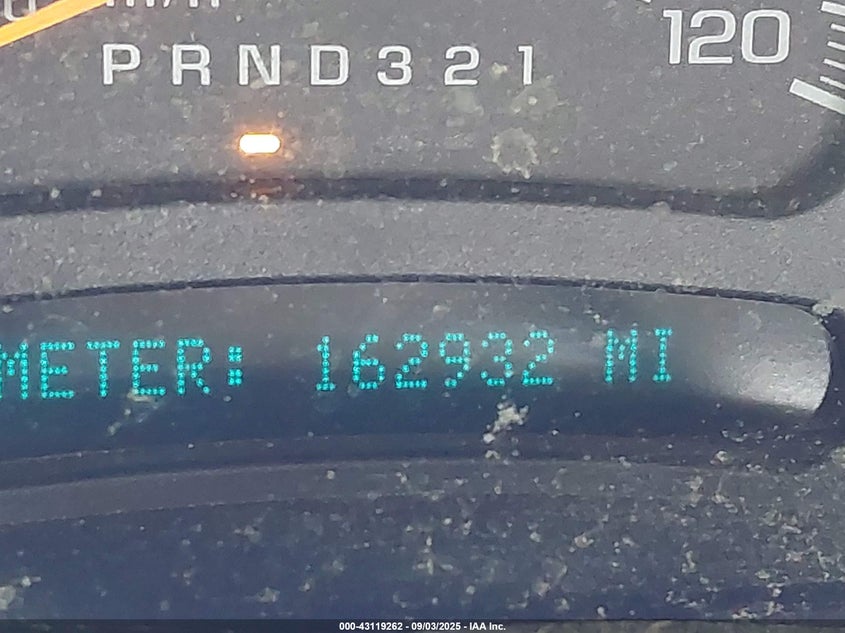 PRND321
120
METER: 162932 MI
000-43119262 - 09/03/2025 - IAA Inc.